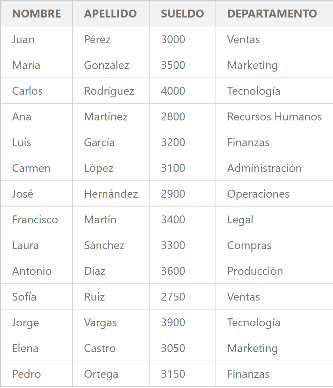 NOMBRE APELLIDO SUELDO DEPARTAMENTO
Juan Pérez 3000 Ventas
María González 3500 Marketing
Carlos Rodríguez 4000 Tecnología
Ana Martínez 2800 Recursos Humanos
Luis García 3200 Finanzas
Carmen López 3100 Administración
José Hernández 2900 Operaciones
Francisco Martín 3400 Legal
Laura Sánchez 3300 Compras
Antonio Díaz 3600 Producción
Sofía Ruiz 2750 Ventas
Jorge Vargas 3900 Tecnología
Elena Castro 3050 Marketing
Pedro Ortega 3150 Finanzas